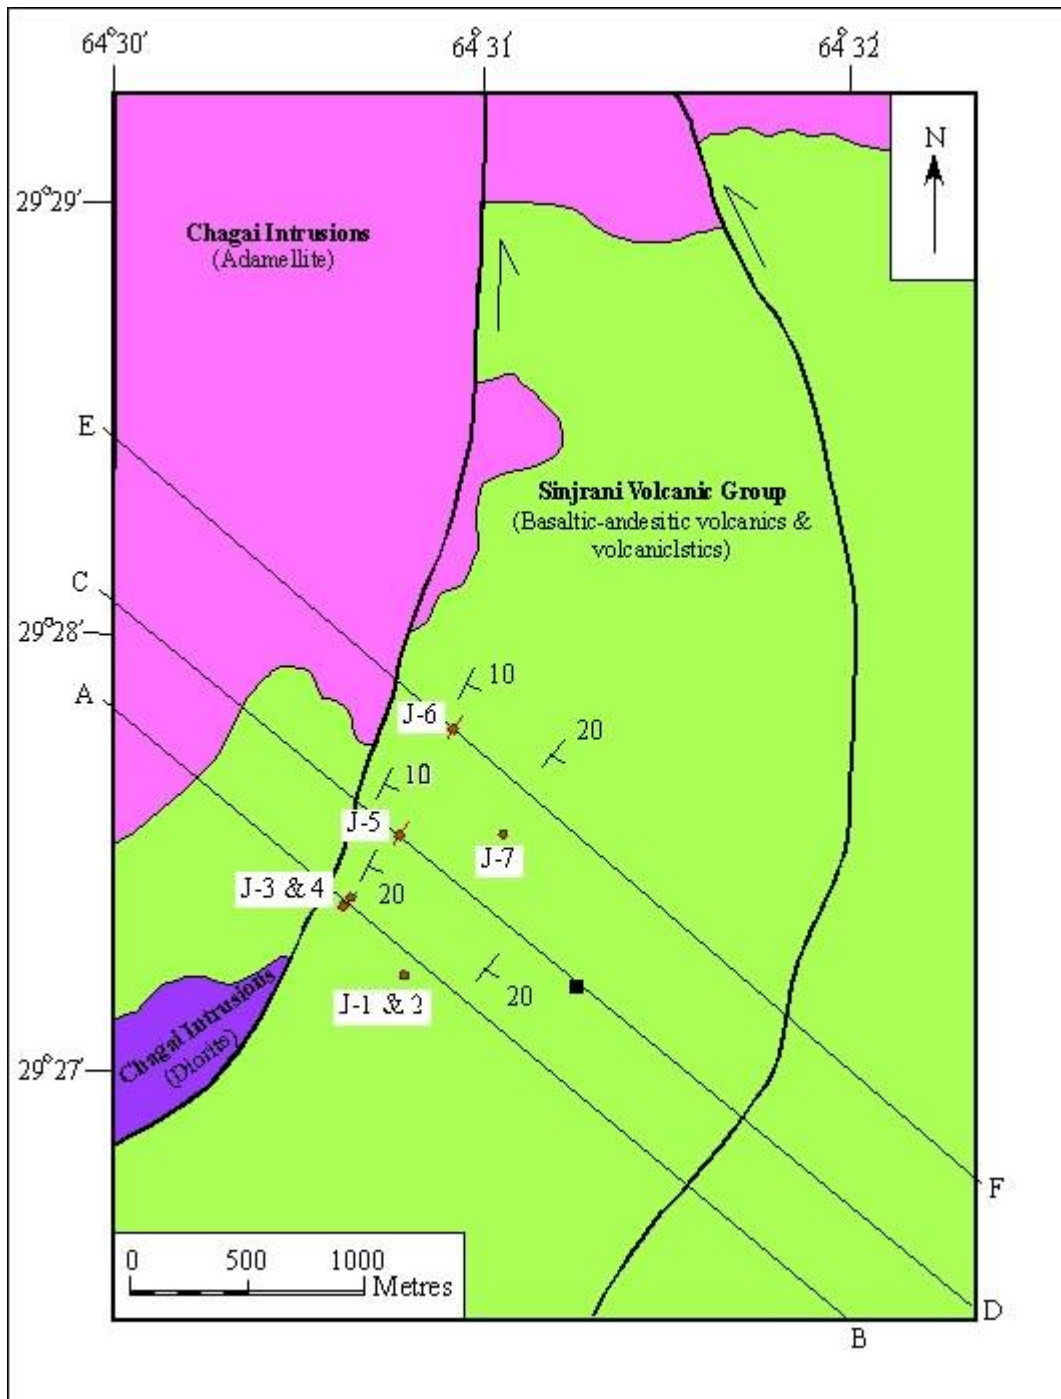 64°30′
64°31′
64°32′
N
29°29′
Chagai Intrusions
(Adamellite)
E
Sinjrani Volcanic Group
(Basaltic-andesitic volcanics &
volcaniclstics)
C
29°28′
A
10
J-6
20
10
J-5
J-7
J-3 & 4
20
20
J-1 & 2
Chagai Intrusions
(Diorite)
29°27′
F
0 500 1000
Metres
D
B